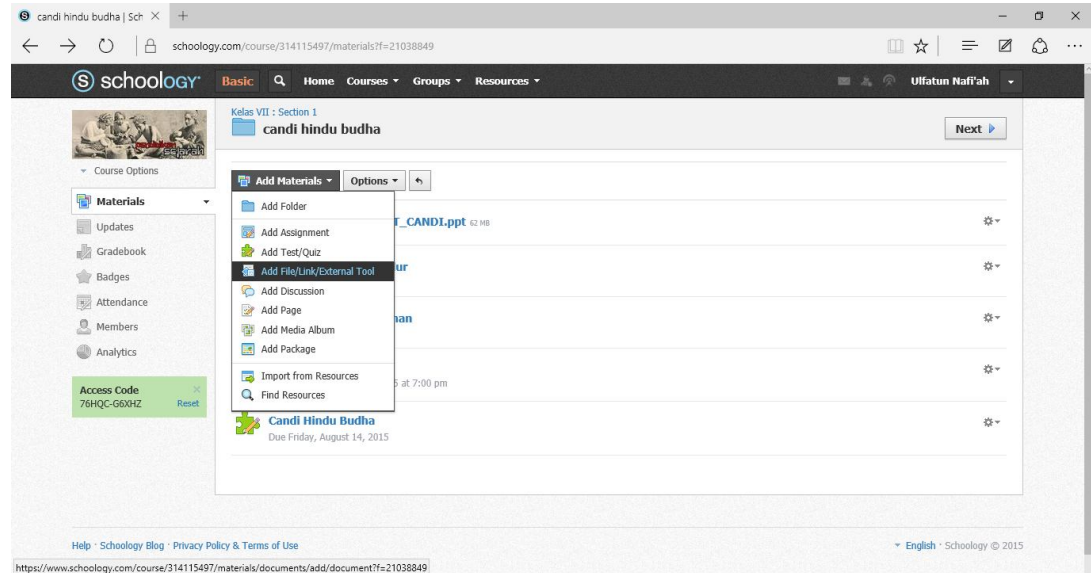 candi hindu budha | Sch
schoology.com/course/314115497/materials?f=21038849
S schoology Basic Home Courses Groups Resources Ulfatun Nafi'ah
Kelas VII : Section 1
candi hindu budha
Next
Course Options
Add Materials Options
Materials
Updates
Gradebook
Badges
Attendance
Members
Analytics
Access Code
76HQC-G6XHZ Reset
Add Folder
Add Assignment
Add Test/Quiz
Add File/Link/External Tool
Add Discussion
Add Page
Add Media Album
Add Package
Import from Resources
Find Resources
T_CANDI.ppt 62 MB
ur
nan
5 at 7:00 pm
Candi Hindu Budha
Due Friday, August 14, 2015
Help · Schoology Blog · Privacy Policy & Terms of Use
English · Schoology © 2015
https://www.schoology.com/course/314115497/materials/documents/add/document?f=21038849